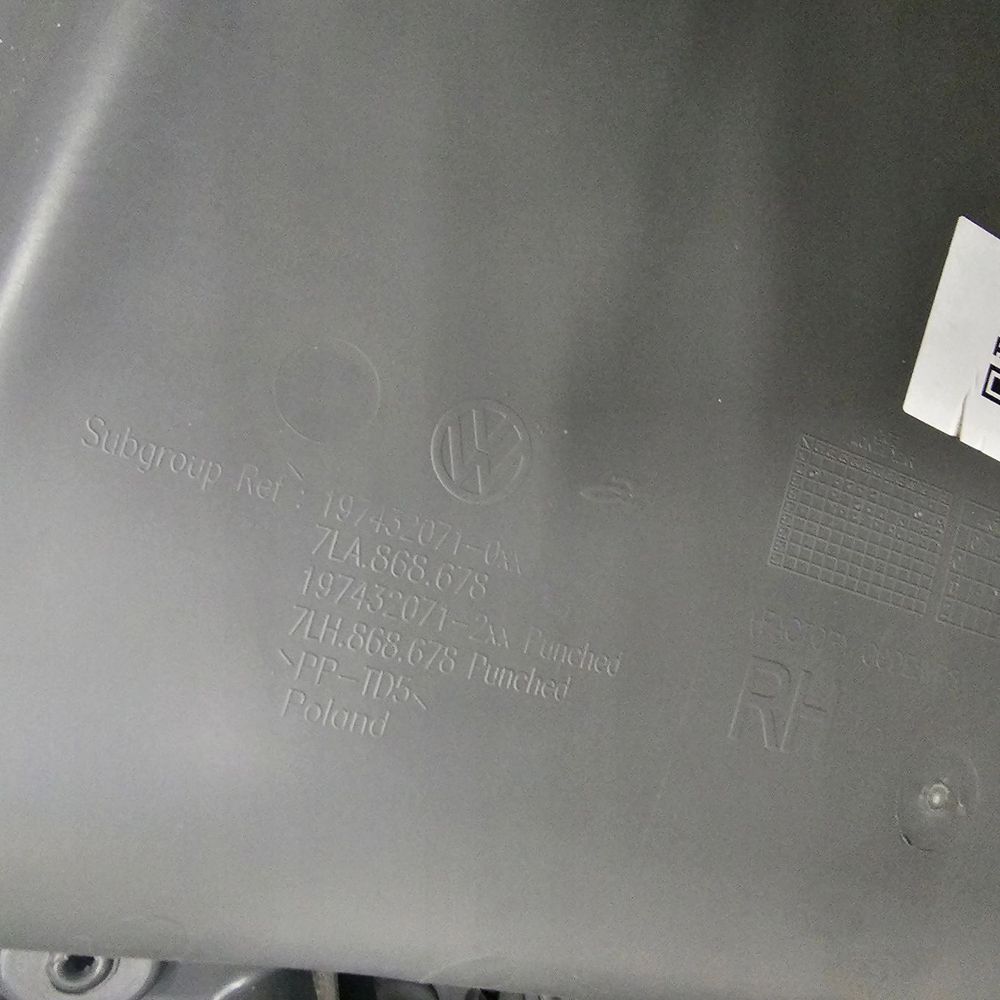 Subgroup Ref : 197432071-0xx
7LA.868.678
197432071-2xx Punched
7LH.868.678 Punched
>PP-TD5<
Poland
RH